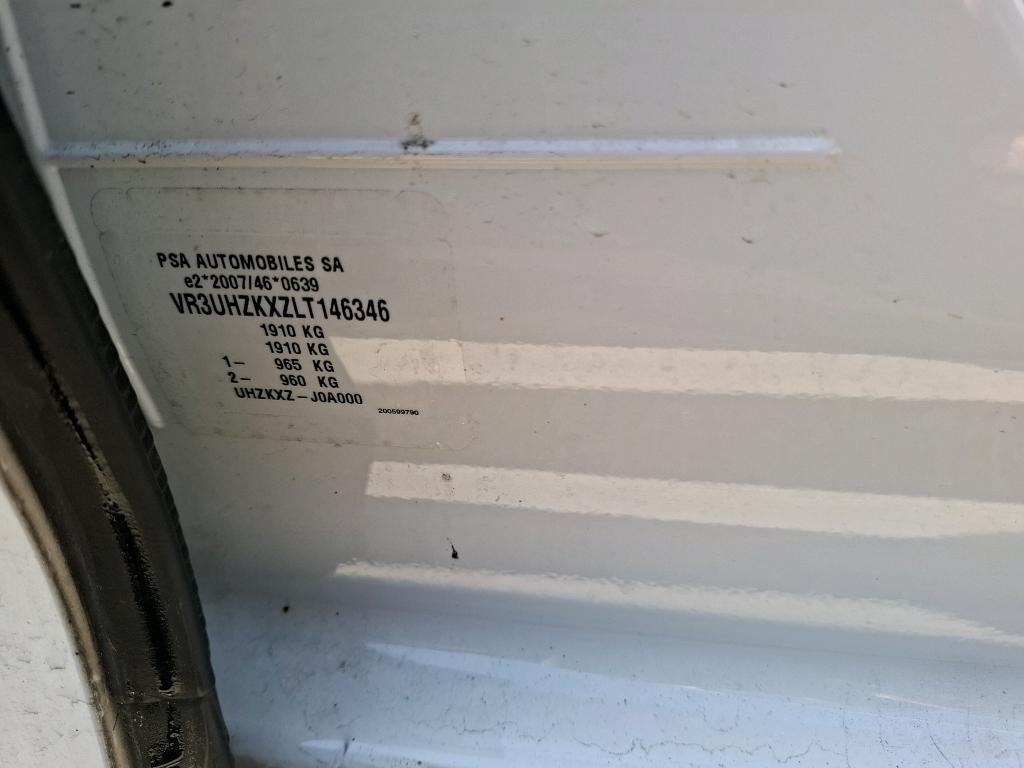 PSA AUTOMOBILES SA
e2*2007/46*0639
VR3UHZKXZLT146346
1910 KG
1910 KG
1– 965 KG
2– 960 KG
UHZKXZ–J0A000
200599790